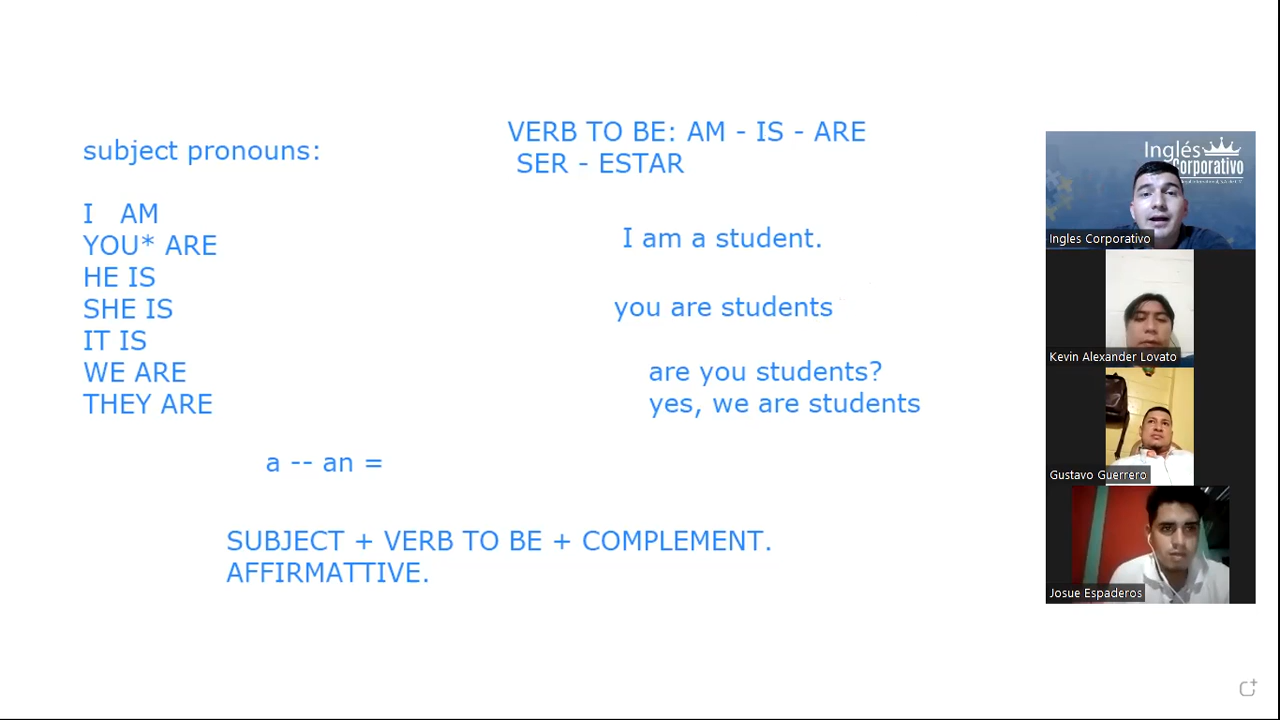 subject pronouns:
I AM
YOU* ARE
HE IS
SHE IS
IT IS
WE ARE
THEY ARE
VERB TO BE: AM - IS - ARE
SER - ESTAR
I am a student.
you are students
are you students?
yes, we are students
a -- an =
SUBJECT + VERB TO BE + COMPLEMENT.
AFFIRMATTIVE.
Inglés
Corporativo
Ingles Corporativo
Kevin Alexander Lovato
Gustavo Guerrero
Josue Espaderos